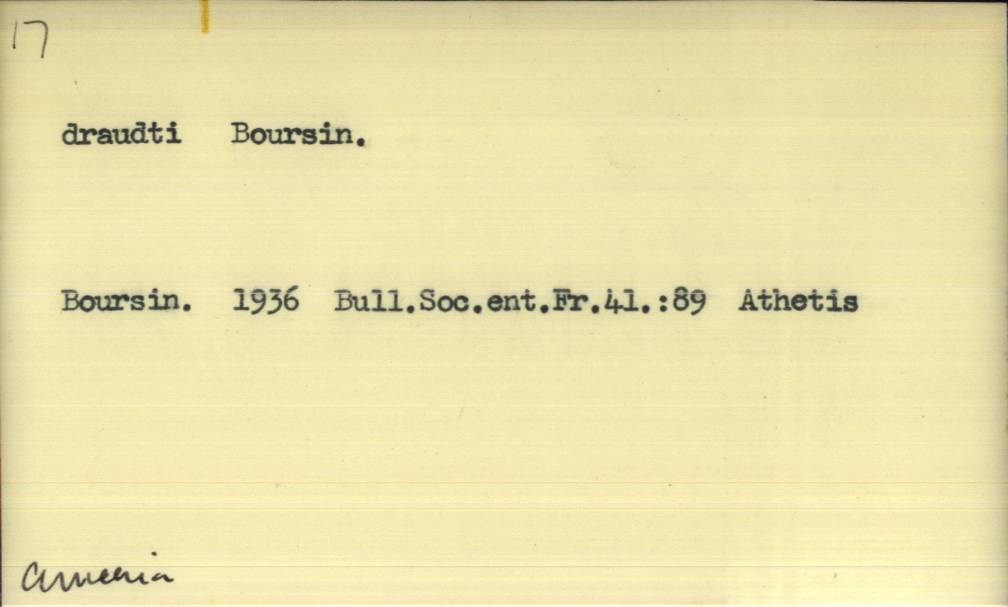 17
draudti Boursin.
Boursin. 1936 Bull.Soc.ent.Fr.41.:89 Athetis
Armenia